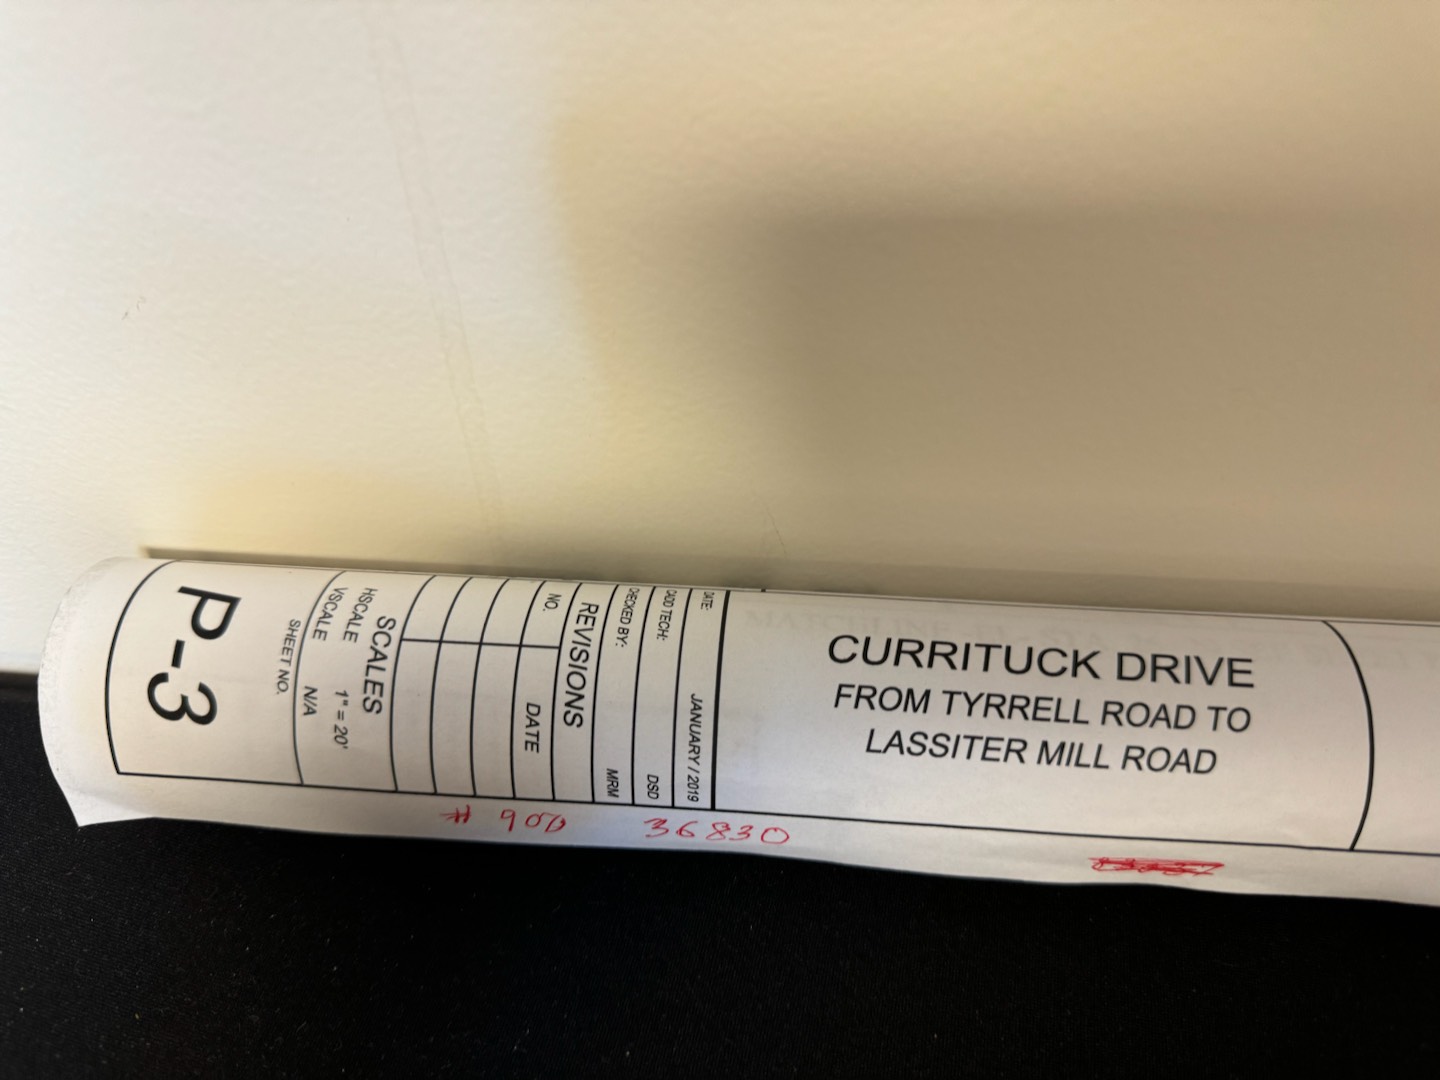 CURRITUCK DRIVE
FROM TYRRELL ROAD TO
LASSITER MILL ROAD
DATE: JANUARY / 2019
CADD TECH: DSD
CHECKED BY: MRM
REVISIONS
NO. DATE
SCALES
HSCALE 1" = 20'
VSCALE N/A
SHEET NO.
P-3
# 900 36830